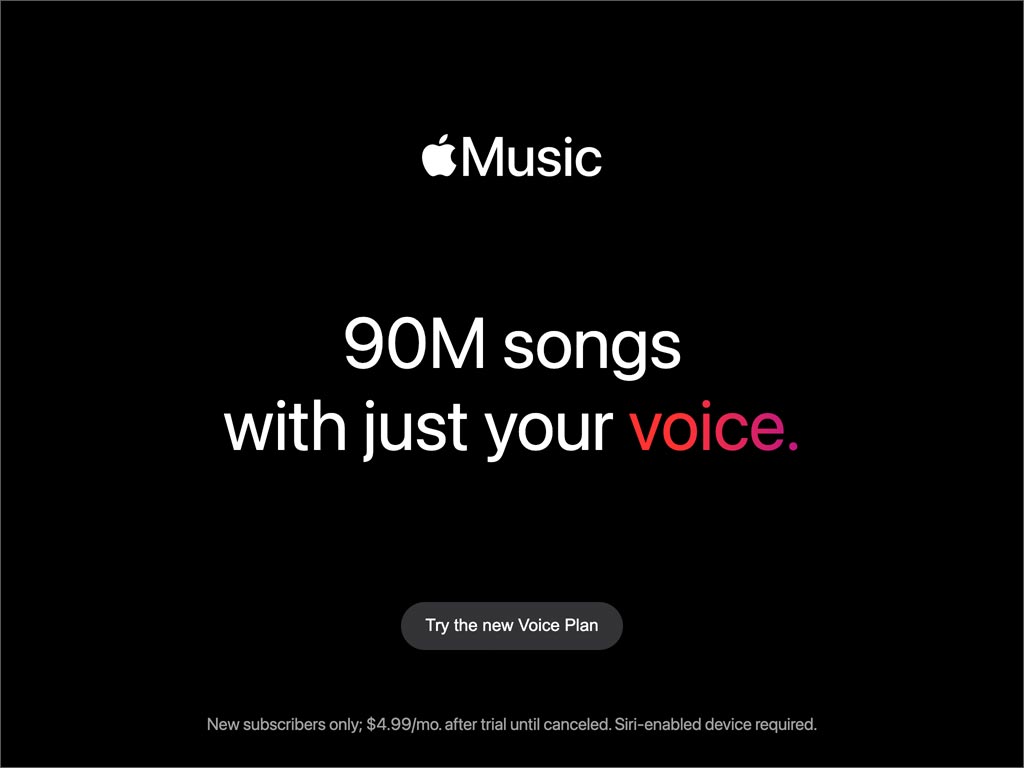 Music
90M songs
with just your voice.
Try the new Voice Plan
New subscribers only; $4.99/mo. after trial until canceled. Siri-enabled device required.